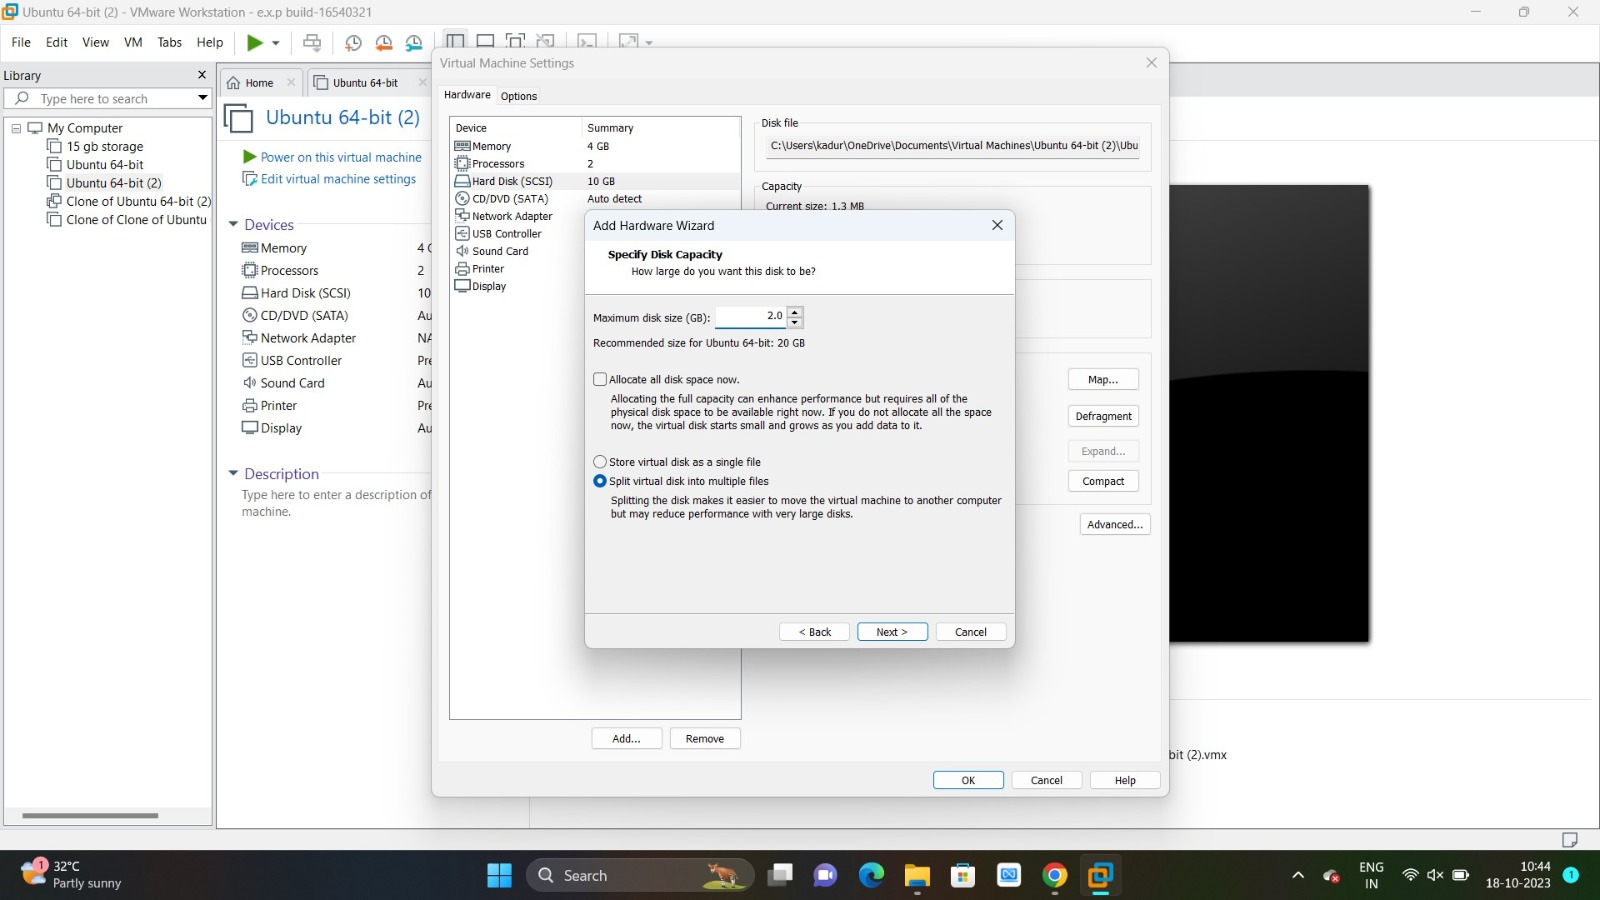 Ubuntu 64-bit (2) - VMware Workstation - e.x.p build-16540321
File Edit View VM Tabs Help
Library
Type here to search
My Computer
15 gb storage
Ubuntu 64-bit
Ubuntu 64-bit (2)
Clone of Ubuntu 64-bit (2)
Clone of Clone of Ubuntu
Home
Ubuntu 64-bit
Ubuntu 64-bit (2)
Power on this virtual machine
Edit virtual machine settings
Devices
Memory 4 G
Processors 2
Hard Disk (SCSI) 10
CD/DVD (SATA) Au
Network Adapter NA
USB Controller Pre
Sound Card Au
Printer Pre
Display Au
Description
Type here to enter a description of
machine.
Virtual Machine Settings
Hardware Options
Device Summary
Memory 4 GB
Processors 2
Hard Disk (SCSI) 10 GB
CD/DVD (SATA) Auto detect
Network Adapter
USB Controller
Sound Card
Printer
Display
Disk file
C:\Users\kadur\OneDrive\Documents\Virtual Machines\Ubuntu 64-bit (2)\Ubu
Capacity
Current size: 1.3 MB
Add Hardware Wizard
Specify Disk Capacity
How large do you want this disk to be?
Maximum disk size (GB): 2.0
Recommended size for Ubuntu 64-bit: 20 GB
Allocate all disk space now.
Allocating the full capacity can enhance performance but requires all of the
physical disk space to be available right now. If you do not allocate all the space
now, the virtual disk starts small and grows as you add data to it.
Store virtual disk as a single file
Split virtual disk into multiple files
Splitting the disk makes it easier to move the virtual machine to another computer
but may reduce performance with very large disks.
< Back Next > Cancel
Map...
Defragment
Expand...
Compact
Advanced...
Add... Remove
OK Cancel Help
bit (2).vmx
1
32°C
Partly sunny
Search
ENG
IN
10:44
18-10-2023
1